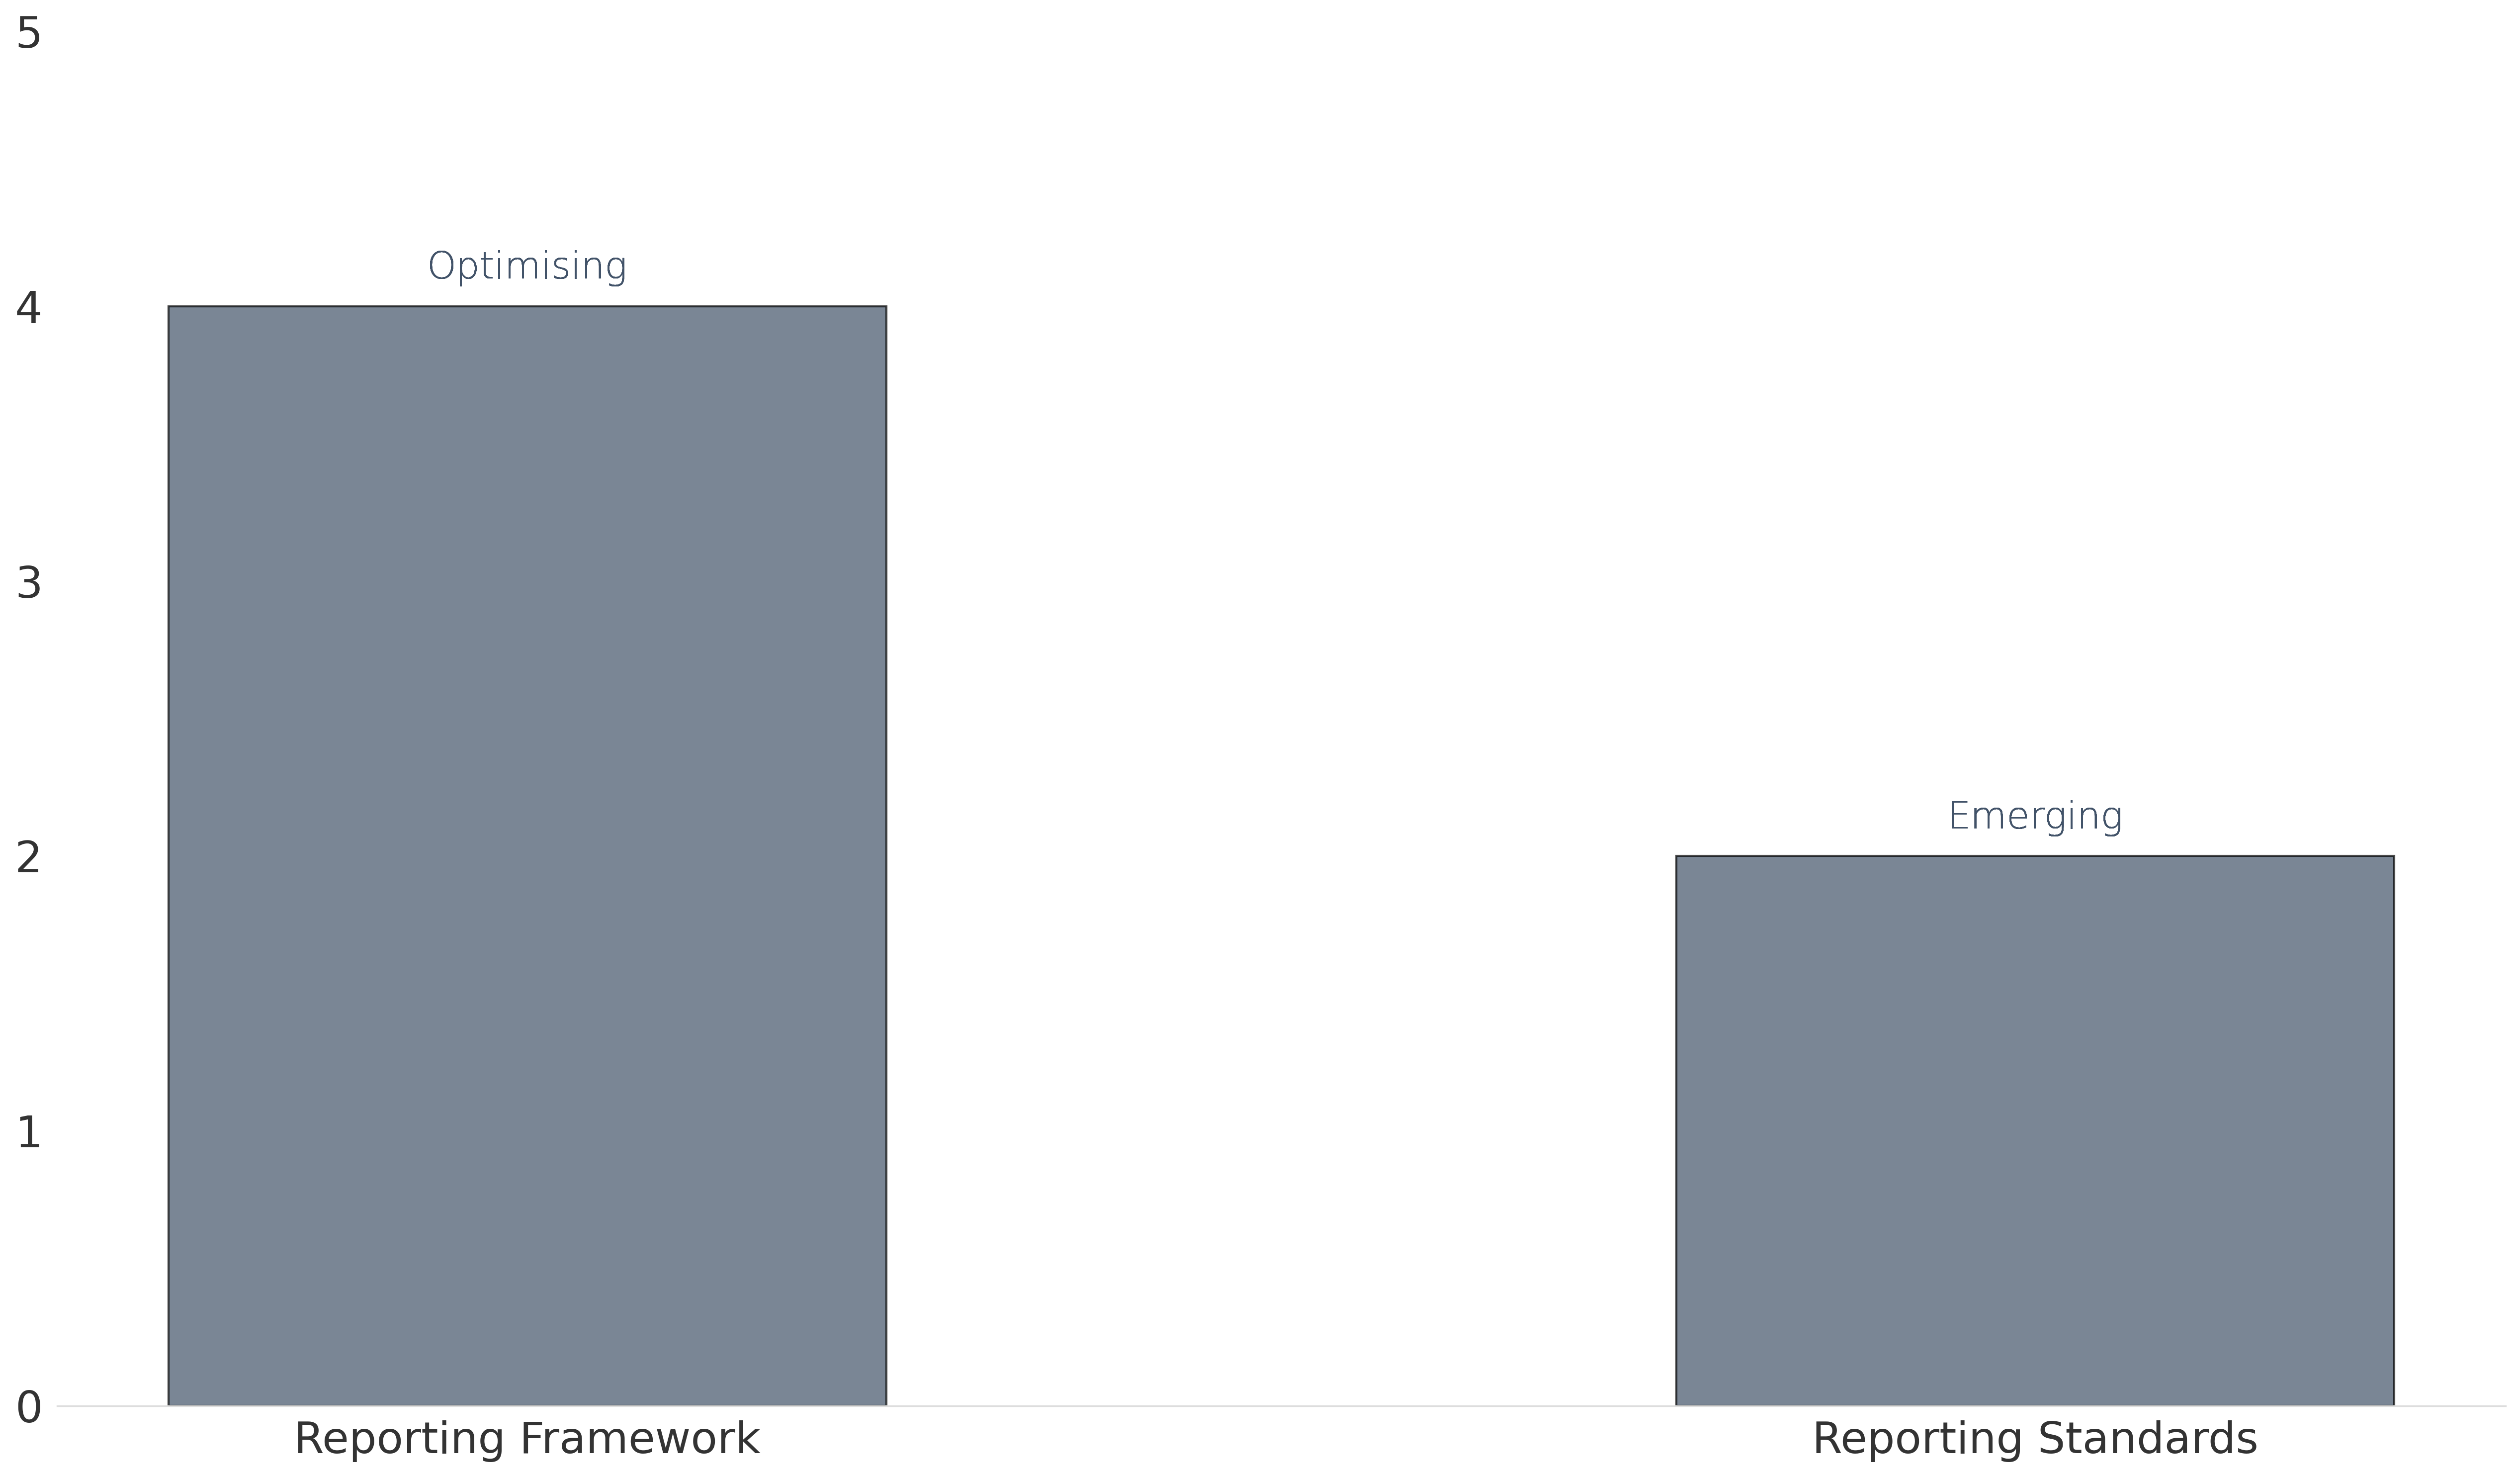 5
Optimising
4
3
Emerging
2
1
0
Reporting Framework
Reporting Standards